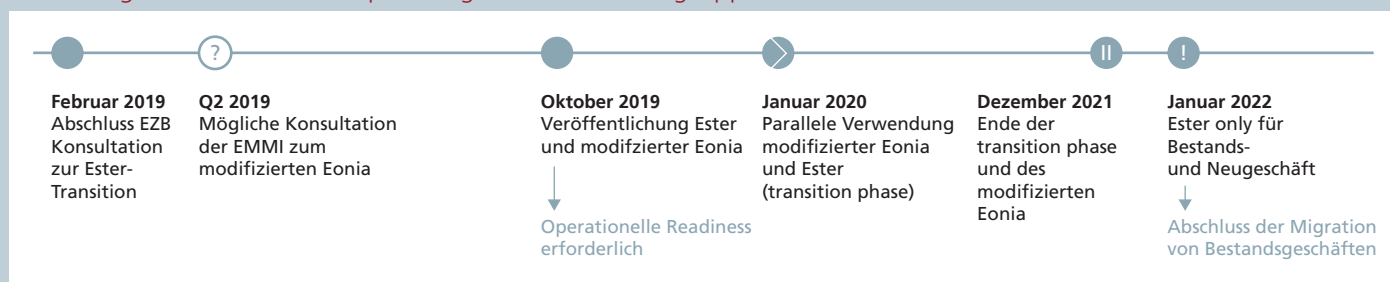 ?
II
!
Februar 2019
Abschluss EZB
Konsultation
zur Ester-
Transition
Q2 2019
Mögliche Konsultation
der EMMI zum
modifizierten Eonia
Oktober 2019
Veröffentlichung Ester
und modifzierter Eonia
Operationelle Readiness
erforderlich
Januar 2020
Parallele Verwendung
modifizierter Eonia
und Ester
(transition phase)
Dezember 2021
Ende der
transition phase
und des
modifizierten
Eonia
Januar 2022
Ester only für
Bestands-
und Neugeschäft
Abschluss der Migration
von Bestandsgeschäften